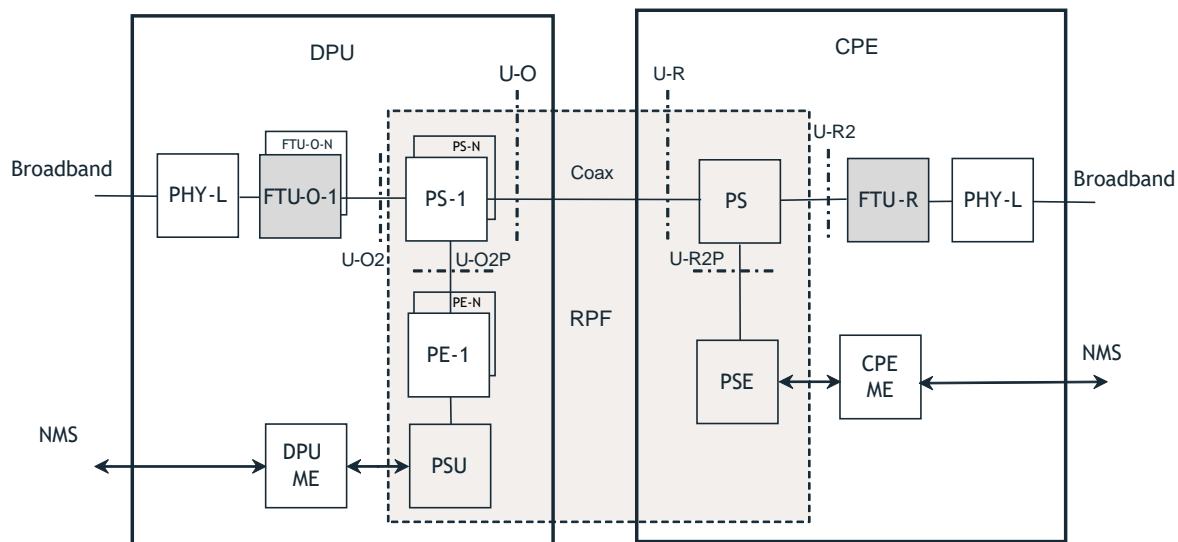 DPU
CPE
U-O
U-R
FTU-O-N
PS-N
U-R2
Broadband
PHY-L
FTU-O-1
PS-1
Coax
PS
FTU-R
PHY-L
Broadband
U-O2
U-O2P
U-R2P
PE-N
RPF
PE-1
PSE
CPE
ME
NMS
NMS
DPU
ME
PSU